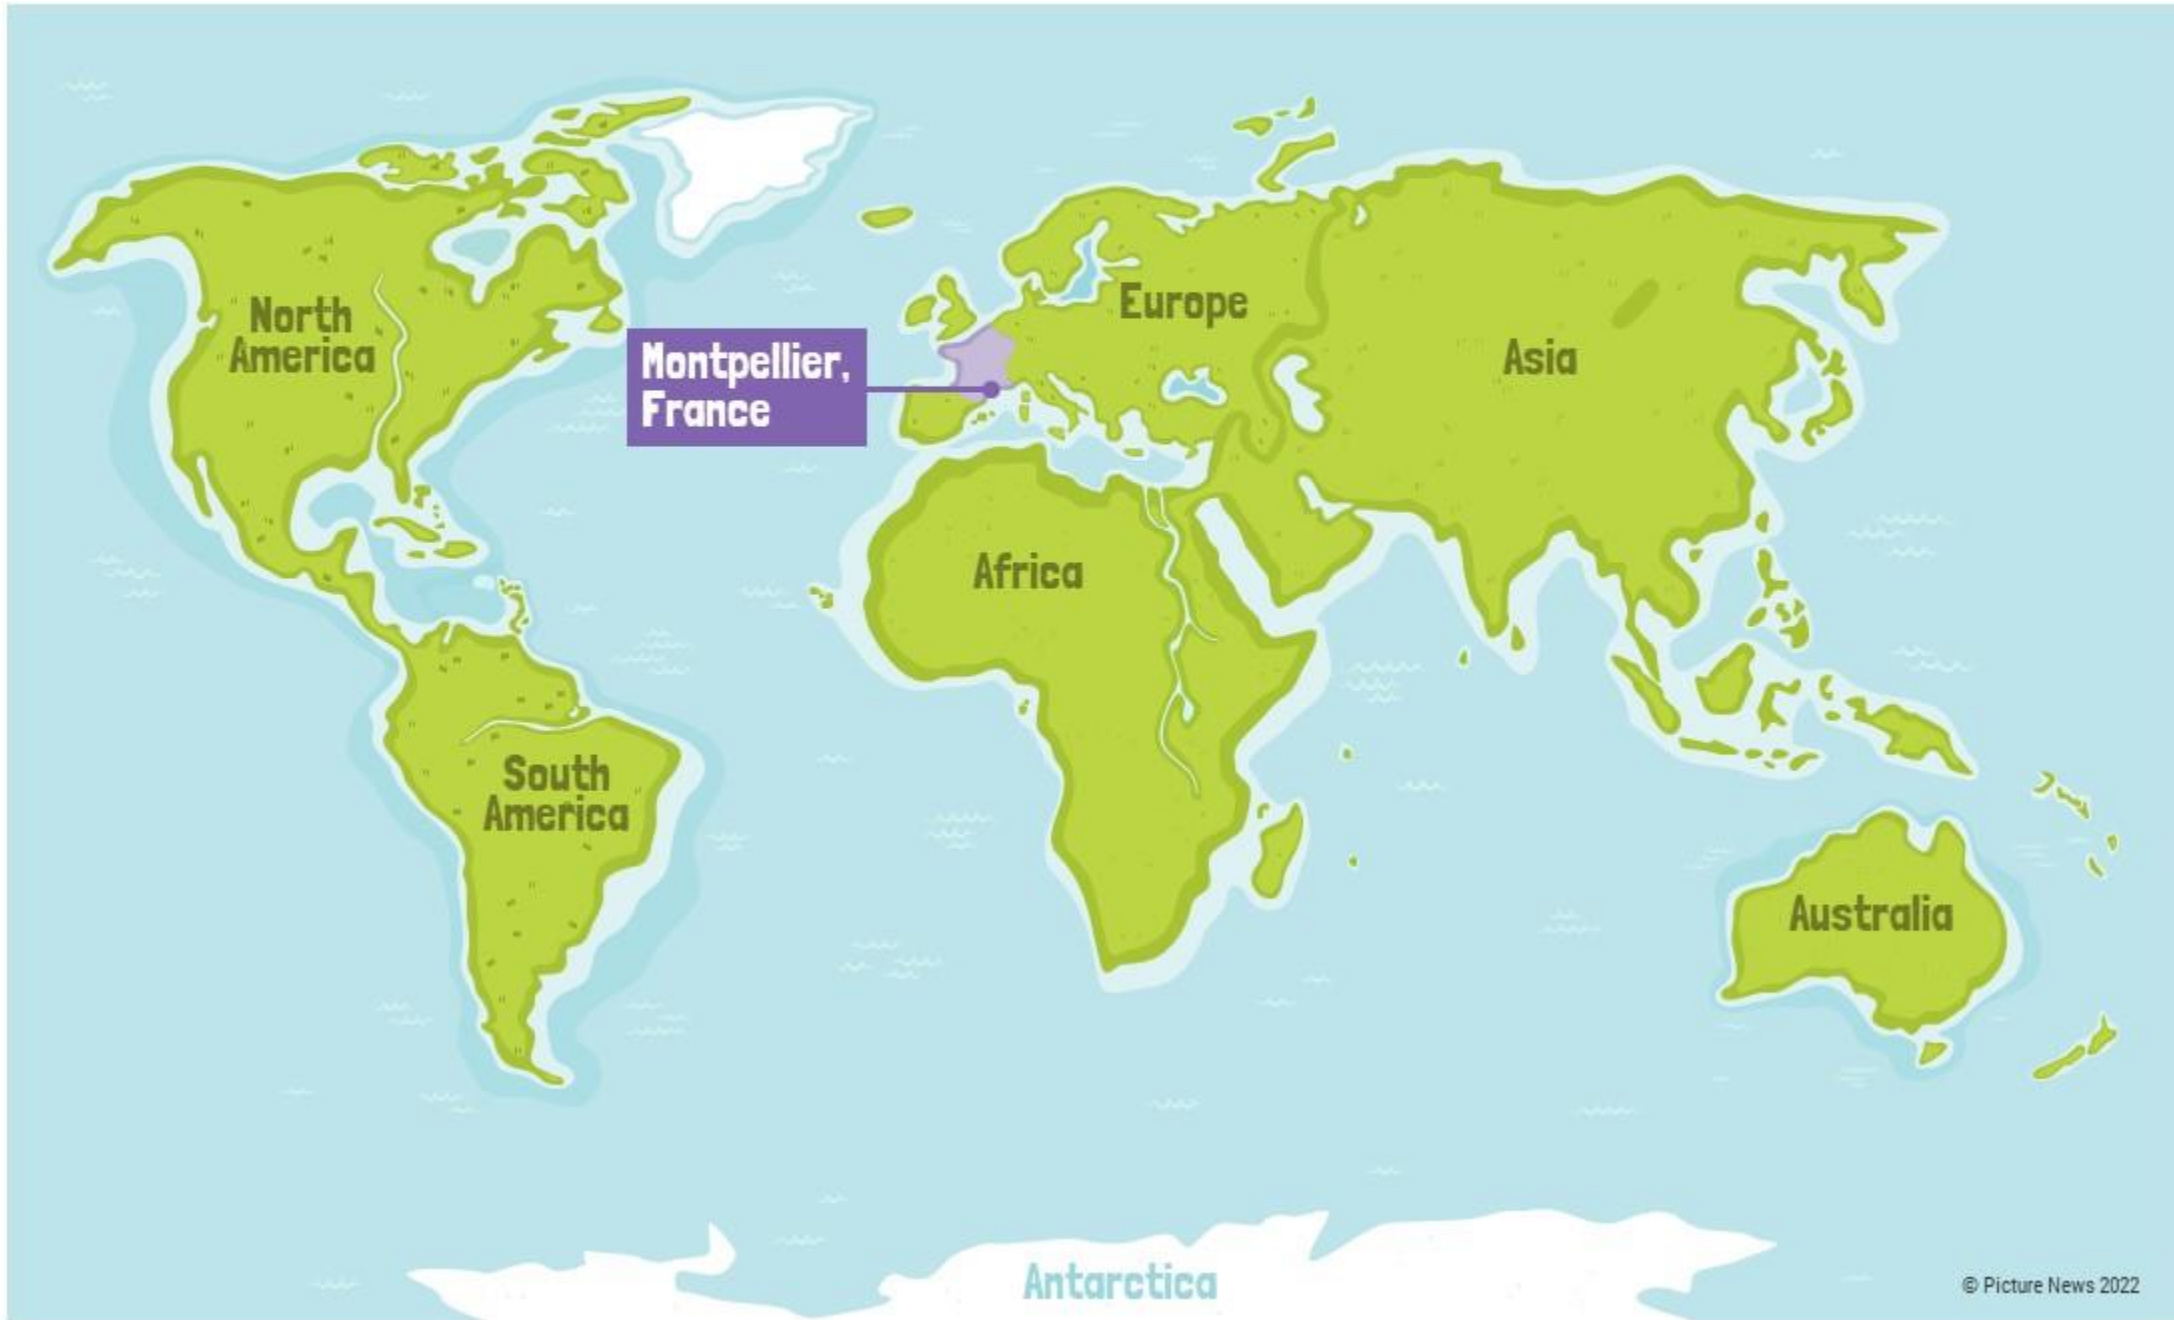 North
America
Montpellier,
France
Europe
Asia
Africa
South
America
Australia
Antarctica
© Picture News 2022